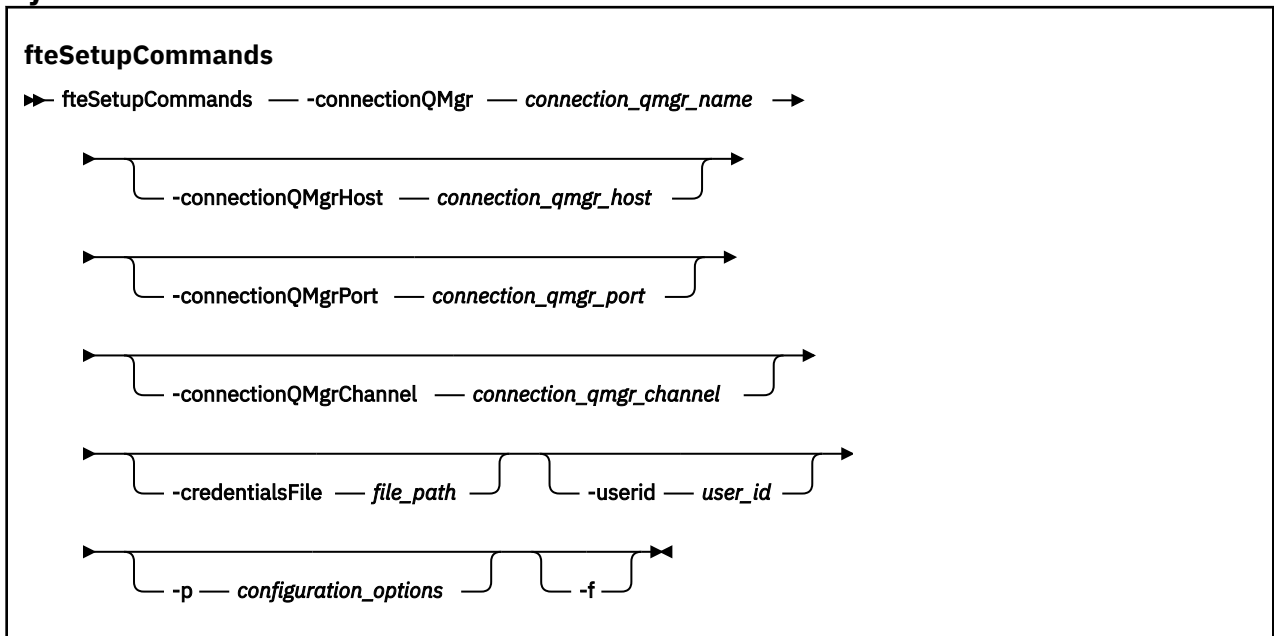 fteSetupCommands
fteSetupCommands -connectionQMgr connection_qmgr_name
-connectionQMgrHost connection_qmgr_host
-connectionQMgrPort connection_qmgr_port
-connectionQMgrChannel connection_qmgr_channel
-credentialsFile file_path -userid user_id
-p configuration_options -f